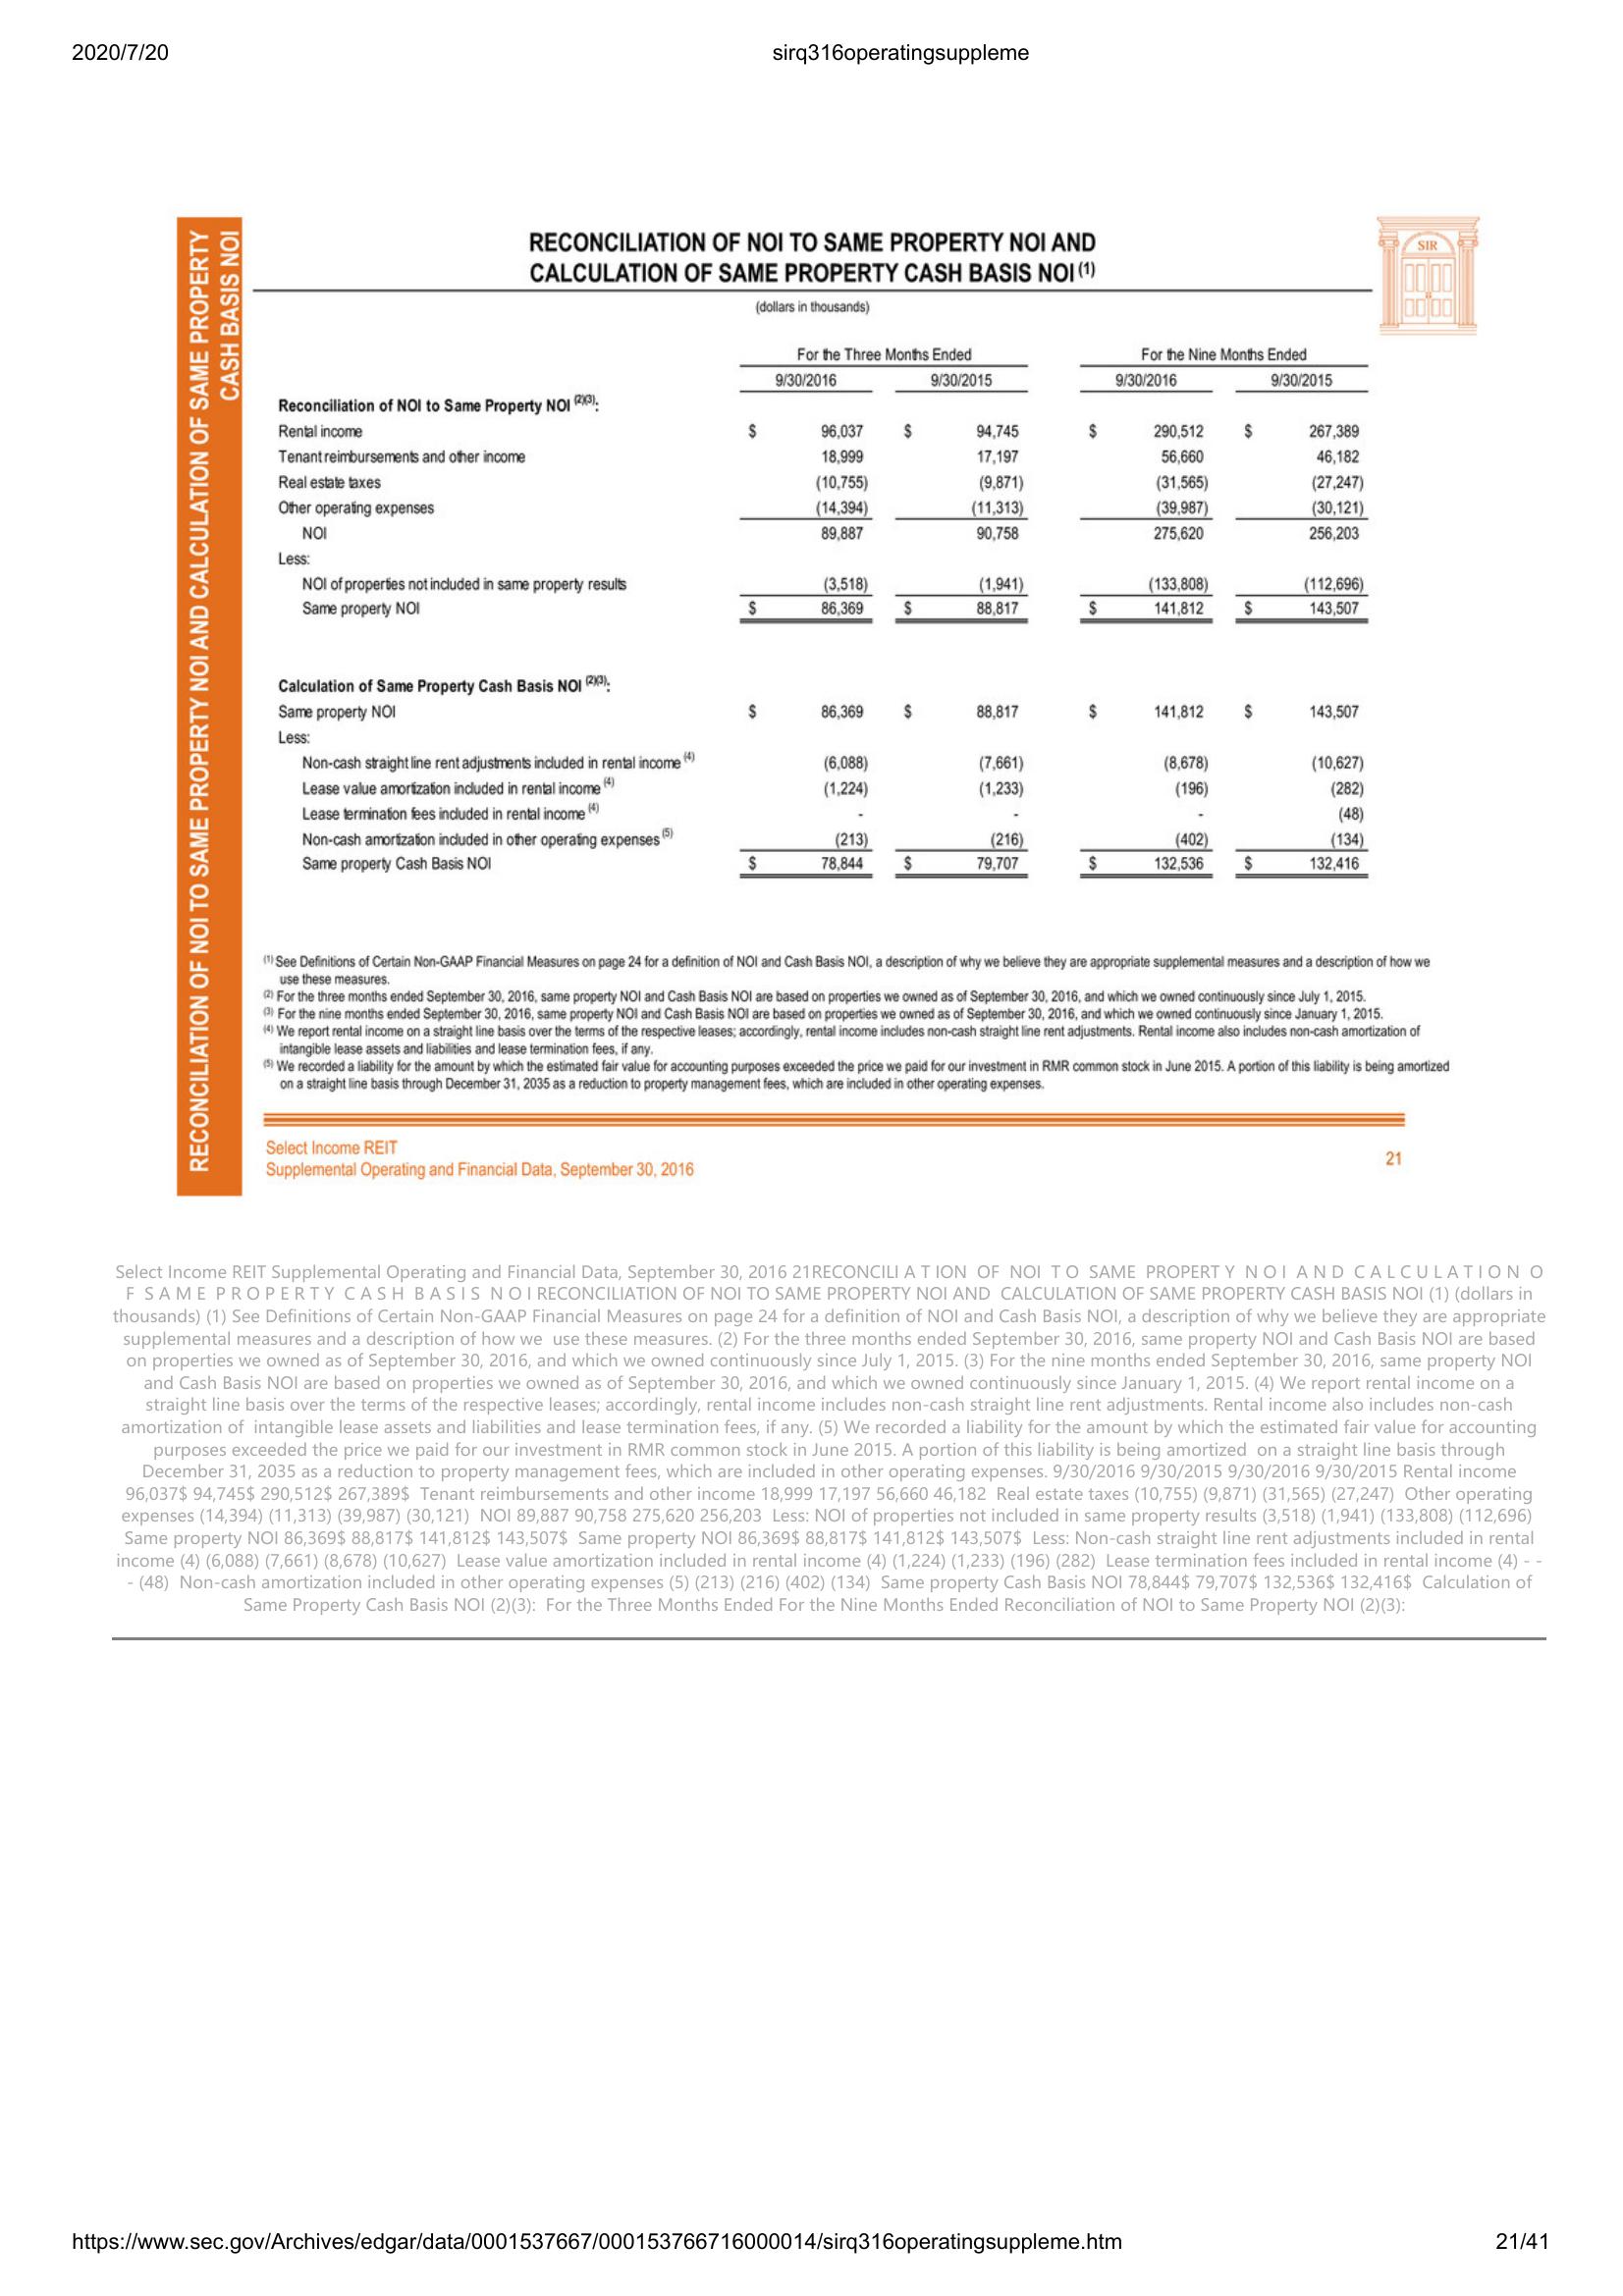 2020/7/20 sirq316operatingsuppleme
RECONCILIATION OF NOI TO SAME PROPERTY NOI AND CALCULATION OF SAME PROPERTY
CASH BASIS NOI
RECONCILIATION OF NOI TO SAME PROPERTY NOI AND
CALCULATION OF SAME PROPERTY CASH BASIS NOI (1)
SIR
(dollars in thousands)
For the Three Months Ended For the Nine Months Ended
9/30/2016 9/30/2015 9/30/2016 9/30/2015
Reconciliation of NOI to Same Property NOI (2)(3):
Rental income $ 96,037 $ 94,745 $ 290,512 $ 267,389
Tenant reimbursements and other income 18,999 17,197 56,660 46,182
Real estate taxes (10,755) (9,871) (31,565) (27,247)
Other operating expenses (14,394) (11,313) (39,987) (30,121)
NOI 89,887 90,758 275,620 256,203
Less:
NOI of properties not included in same property results (3,518) (1,941) (133,808) (112,696)
Same property NOI $ 86,369 $ 88,817 $ 141,812 $ 143,507
Calculation of Same Property Cash Basis NOI (2)(3):
Same property NOI $ 86,369 $ 88,817 $ 141,812 $ 143,507
Less:
Non-cash straight line rent adjustments included in rental income (4) (6,088) (7,661) (8,678) (10,627)
Lease value amortization included in rental income (4) (1,224) (1,233) (196) (282)
Lease termination fees included in rental income (4) - - - (48)
Non-cash amortization included in other operating expenses (5) (213) (216) (402) (134)
Same property Cash Basis NOI $ 78,844 $ 79,707 $ 132,536 $ 132,416
(1) See Definitions of Certain Non-GAAP Financial Measures on page 24 for a definition of NOI and Cash Basis NOI, a description of why we believe they are appropriate supplemental measures and a description of how we
use these measures.
(2) For the three months ended September 30, 2016, same property NOI and Cash Basis NOI are based on properties we owned as of September 30, 2016, and which we owned continuously since July 1, 2015.
(3) For the nine months ended September 30, 2016, same property NOI and Cash Basis NOI are based on properties we owned as of September 30, 2016, and which we owned continuously since January 1, 2015.
(4) We report rental income on a straight line basis over the terms of the respective leases; accordingly, rental income includes non-cash straight line rent adjustments. Rental income also includes non-cash amortization of
intangible lease assets and liabilities and lease termination fees, if any.
(5) We recorded a liability for the amount by which the estimated fair value for accounting purposes exceeded the price we paid for our investment in RMR common stock in June 2015. A portion of this liability is being amortized
on a straight line basis through December 31, 2035 as a reduction to property management fees, which are included in other operating expenses.
Select Income REIT
Supplemental Operating and Financial Data, September 30, 2016 21
Select Income REIT Supplemental Operating and Financial Data, September 30, 2016 21RECONCILI A T ION OF NOI T O SAME PROPERT Y N O I A N D C A L C U L A T I O N O
F S A M E P R O P E R T Y C A S H B A S I S N O I RECONCILIATION OF NOI TO SAME PROPERTY NOI AND CALCULATION OF SAME PROPERTY CASH BASIS NOI (1) (dollars in
thousands) (1) See Definitions of Certain Non-GAAP Financial Measures on page 24 for a definition of NOI and Cash Basis NOI, a description of why we believe they are appropriate
supplemental measures and a description of how we use these measures. (2) For the three months ended September 30, 2016, same property NOI and Cash Basis NOI are based
on properties we owned as of September 30, 2016, and which we owned continuously since July 1, 2015. (3) For the nine months ended September 30, 2016, same property NOI
and Cash Basis NOI are based on properties we owned as of September 30, 2016, and which we owned continuously since January 1, 2015. (4) We report rental income on a
straight line basis over the terms of the respective leases; accordingly, rental income includes non-cash straight line rent adjustments. Rental income also includes non-cash
amortization of intangible lease assets and liabilities and lease termination fees, if any. (5) We recorded a liability for the amount by which the estimated fair value for accounting
purposes exceeded the price we paid for our investment in RMR common stock in June 2015. A portion of this liability is being amortized on a straight line basis through
December 31, 2035 as a reduction to property management fees, which are included in other operating expenses. 9/30/2016 9/30/2015 9/30/2016 9/30/2015 Rental income
96,037$ 94,745$ 290,512$ 267,389$ Tenant reimbursements and other income 18,999 17,197 56,660 46,182 Real estate taxes (10,755) (9,871) (31,565) (27,247) Other operating
expenses (14,394) (11,313) (39,987) (30,121) NOI 89,887 90,758 275,620 256,203 Less: NOI of properties not included in same property results (3,518) (1,941) (133,808) (112,696)
Same property NOI 86,369$ 88,817$ 141,812$ 143,507$ Same property NOI 86,369$ 88,817$ 141,812$ 143,507$ Less: Non-cash straight line rent adjustments included in rental
income (4) (6,088) (7,661) (8,678) (10,627) Lease value amortization included in rental income (4) (1,224) (1,233) (196) (282) Lease termination fees included in rental income (4) - -
- (48) Non-cash amortization included in other operating expenses (5) (213) (216) (402) (134) Same property Cash Basis NOI 78,844$ 79,707$ 132,536$ 132,416$ Calculation of
Same Property Cash Basis NOI (2)(3): For the Three Months Ended For the Nine Months Ended Reconciliation of NOI to Same Property NOI (2)(3):
https://www.sec.gov/Archives/edgar/data/0001537667/000153766716000014/sirq316operatingsuppleme.htm 21/41